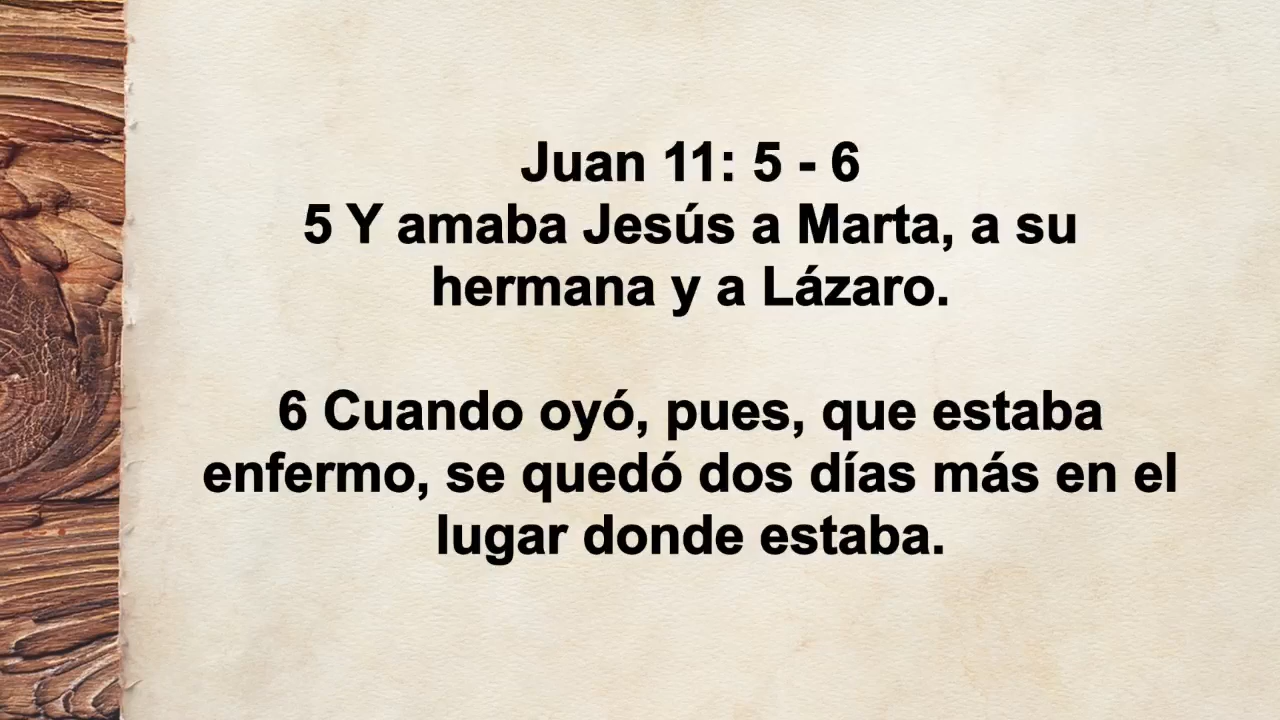 Juan 11: 5 - 6
5 Y amaba Jesús a Marta, a su
hermana y a Lázaro.
6 Cuando oyó, pues, que estaba
enfermo, se quedó dos días más en el
lugar donde estaba.